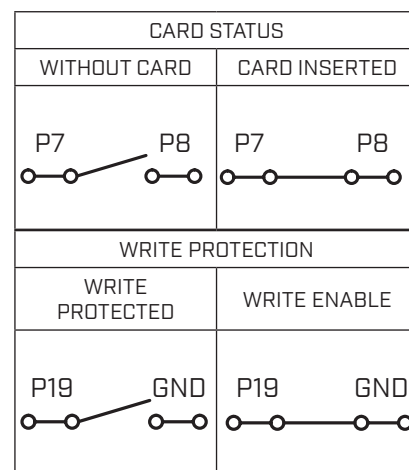 CARD STATUS
WITHOUT CARD
CARD INSERTED
P7 P8
P7 P8
WRITE PROTECTION
WRITE
PROTECTED
WRITE ENABLE
P19 GND
P19 GND